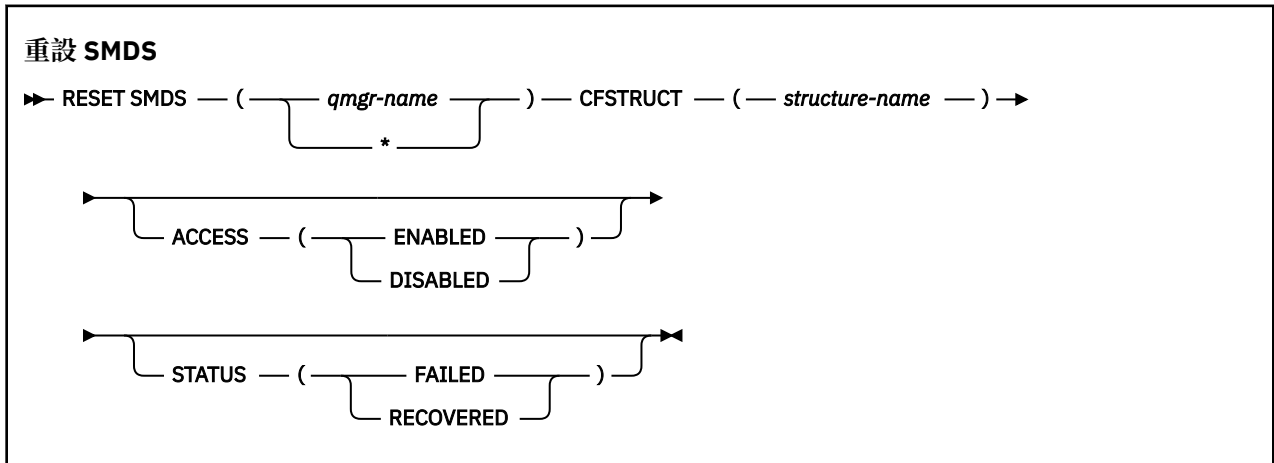 重設 SMDS
RESET SMDS ( qmgr-name ) CFSTRUCT ( structure-name )
*
ACCESS ( ENABLED )
DISABLED
STATUS ( FAILED )
RECOVERED